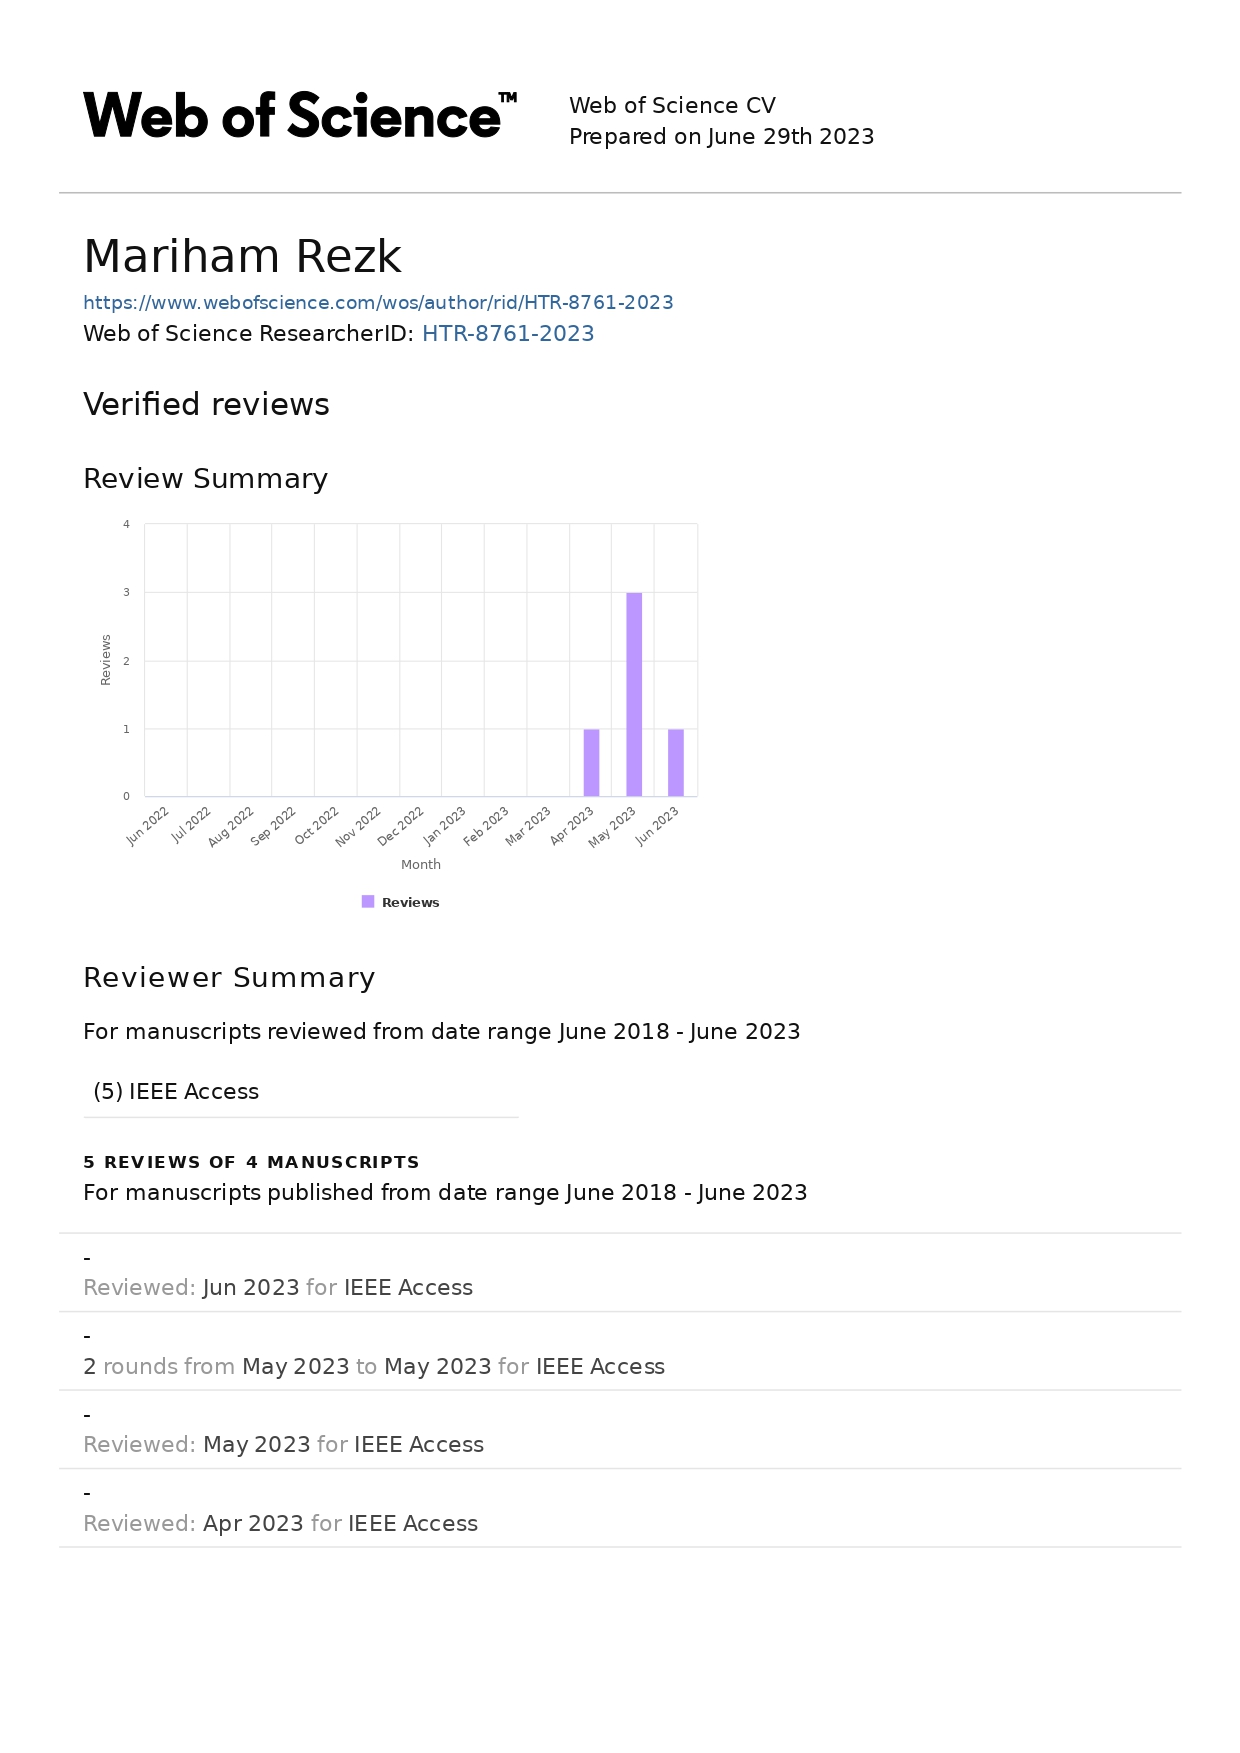 Web of Science™
Web of Science CV
Prepared on June 29th 2023
Mariham Rezk
https://www.webofscience.com/wos/author/rid/HTR-8761-2023
Web of Science ResearcherID: HTR-8761-2023
Verified reviews
Review Summary
4
3
2
1
0
Reviews
Jun 2022
Jul 2022
Aug 2022
Sep 2022
Oct 2022
Nov 2022
Dec 2022
Jan 2023
Feb 2023
Mar 2023
Apr 2023
May 2023
Jun 2023
Month
Reviews
Reviewer Summary
For manuscripts reviewed from date range June 2018 - June 2023
(5) IEEE Access
5 REVIEWS OF 4 MANUSCRIPTS
For manuscripts published from date range June 2018 - June 2023
-
Reviewed: Jun 2023 for IEEE Access
-
2 rounds from May 2023 to May 2023 for IEEE Access
-
Reviewed: May 2023 for IEEE Access
-
Reviewed: Apr 2023 for IEEE Access